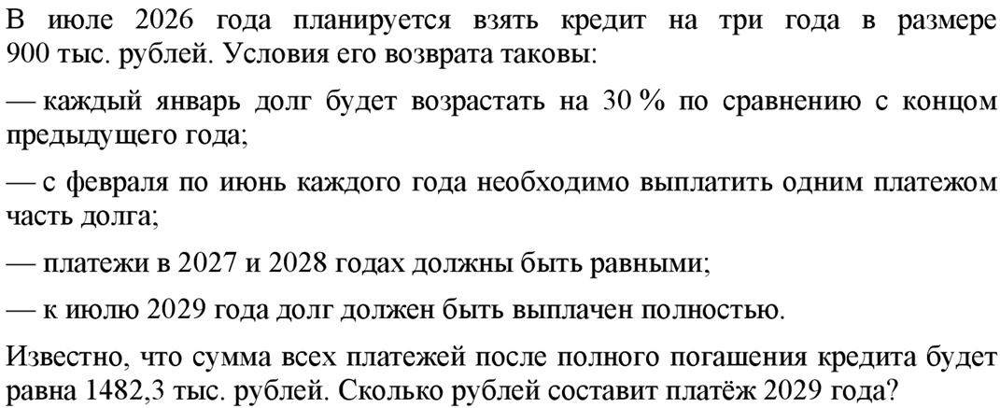 В июле 2026 года планируется взять кредит на три года в размере
900 тыс. рублей. Условия его возврата таковы:
— каждый январь долг будет возрастать на 30 % по сравнению с концом
предыдущего года;
— с февраля по июнь каждого года необходимо выплатить одним платежом
часть долга;
— платежи в 2027 и 2028 годах должны быть равными;
— к июлю 2029 года долг должен быть выплачен полностью.
Известно, что сумма всех платежей после полного погашения кредита будет
равна 1482,3 тыс. рублей. Сколько рублей составит платёж 2029 года?